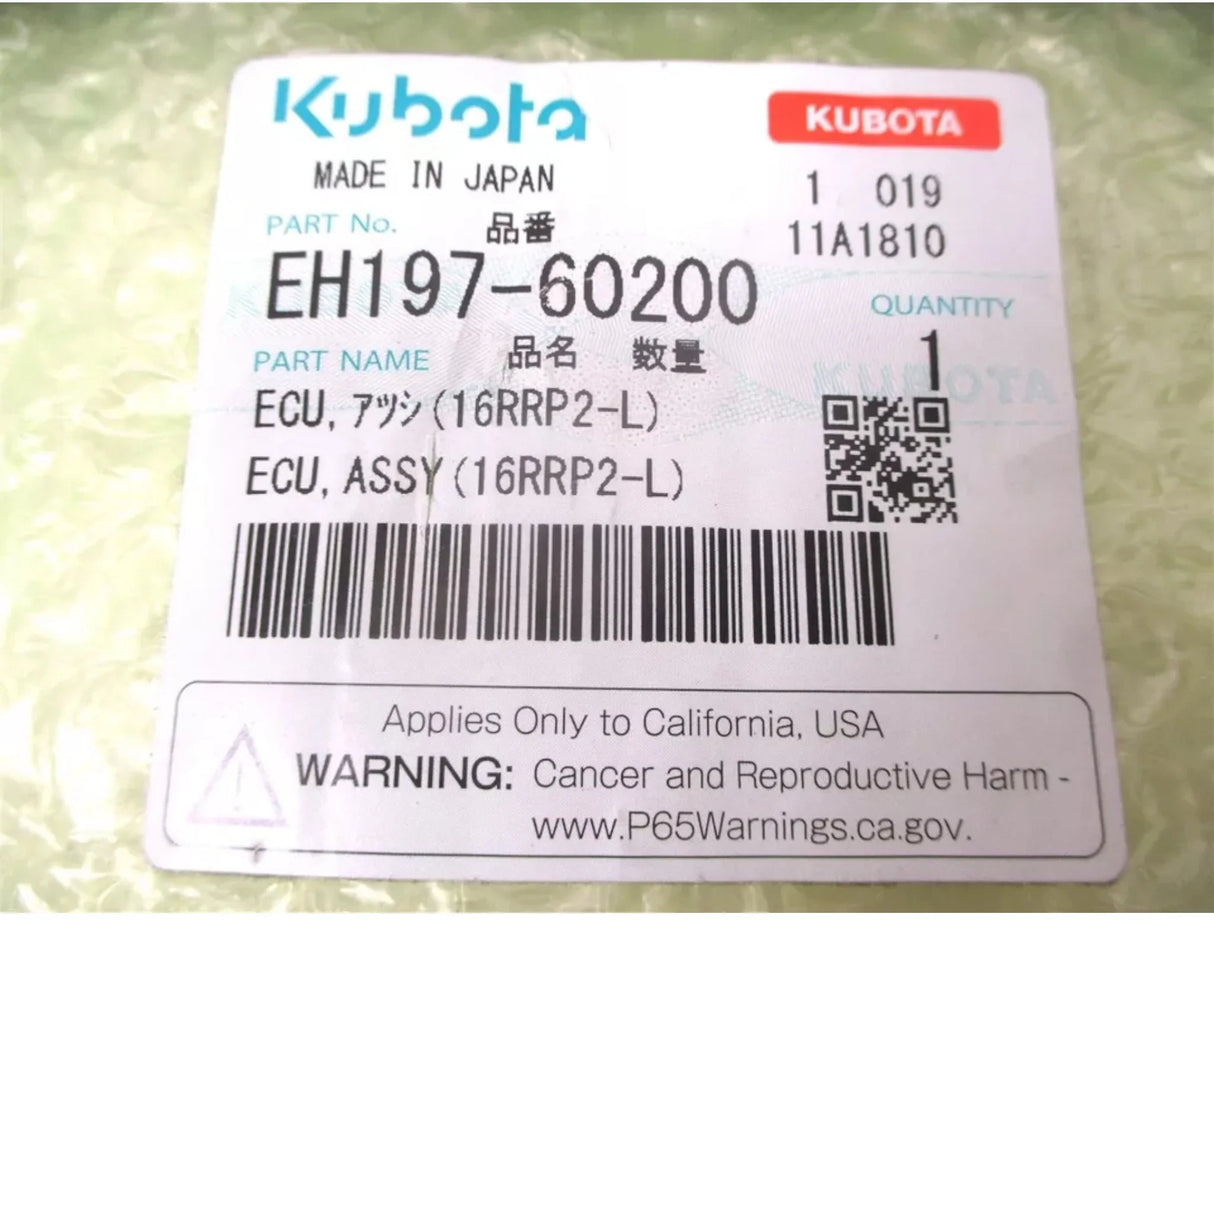 Kubota
KUBOTA
MADE IN JAPAN
1 019
PART No. 品番
11A1810
EH197-60200
QUANTITY
1
PART NAME 品名 数量
KUBOTA
ECU, アッシ(16RRP2-L)
ECU, ASSY(16RRP2-L)
Applies Only to California, USA
WARNING: Cancer and Reproductive Harm -
www.P65Warnings.ca.gov.